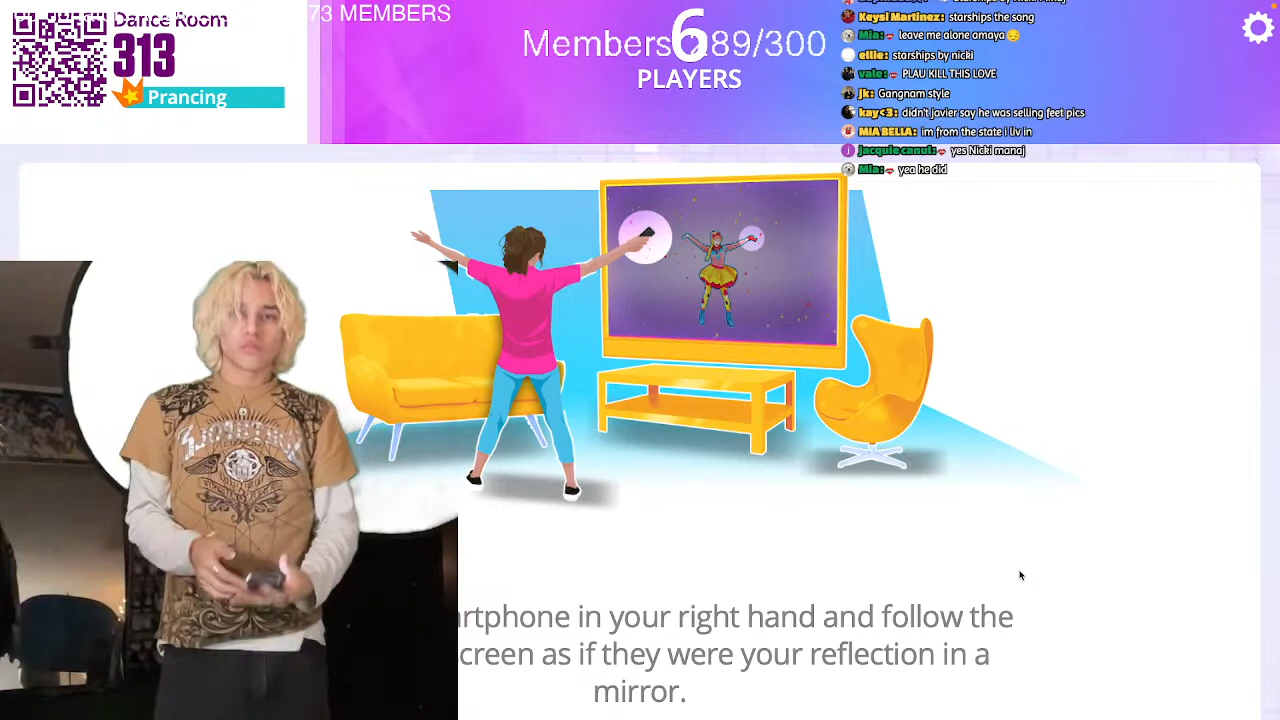 Dance Room
313
Prancing
73 MEMBERS
Members 289/300
6
PLAYERS
Keysi Martinez: starships the song
Mia: leave me alone amaya 😔
ellie: starships by nicki
vale: PLAU KILL THIS LOVE
jk: Gangnam style
kay<3: didn't javier say he was selling feet pics
MIA BELLA: im from the state i liv in
Jacquie canul: yes Nicki manaj
Mia: yea he did
rtphone in your right hand and follow the
creen as if they were your reflection in a
mirror.